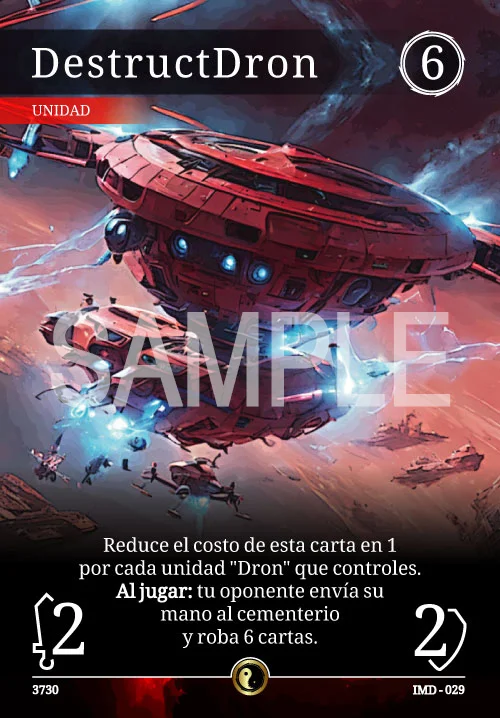 DestructDron
6
UNIDAD
SAMPLE
Reduce el costo de esta carta en 1
por cada unidad "Dron" que controles.
Al jugar: tu oponente envía su
mano al cementerio
y roba 6 cartas.
2
2
3730
IMD - 029